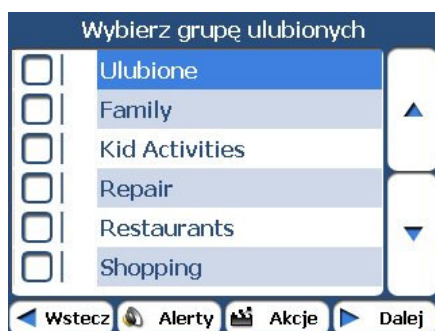 Wybierz grupę ulubionych
Ulubione
Family
Kid Activities
Repair
Restaurants
Shopping
Wstecz Alerty Akcje Dalej